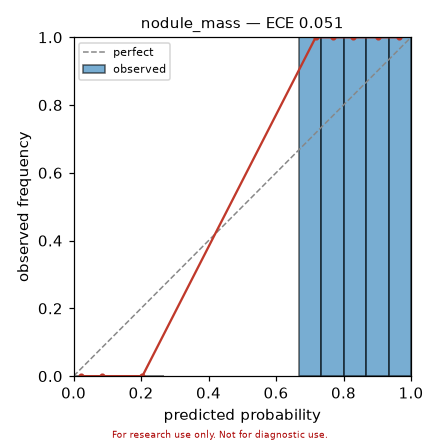 nodule_mass — ECE 0.051
1.0
0.8
0.6
0.4
0.2
0.0
observed frequency
perfect
observed
0.0 0.2 0.4 0.6 0.8 1.0
predicted probability
For research use only. Not for diagnostic use.